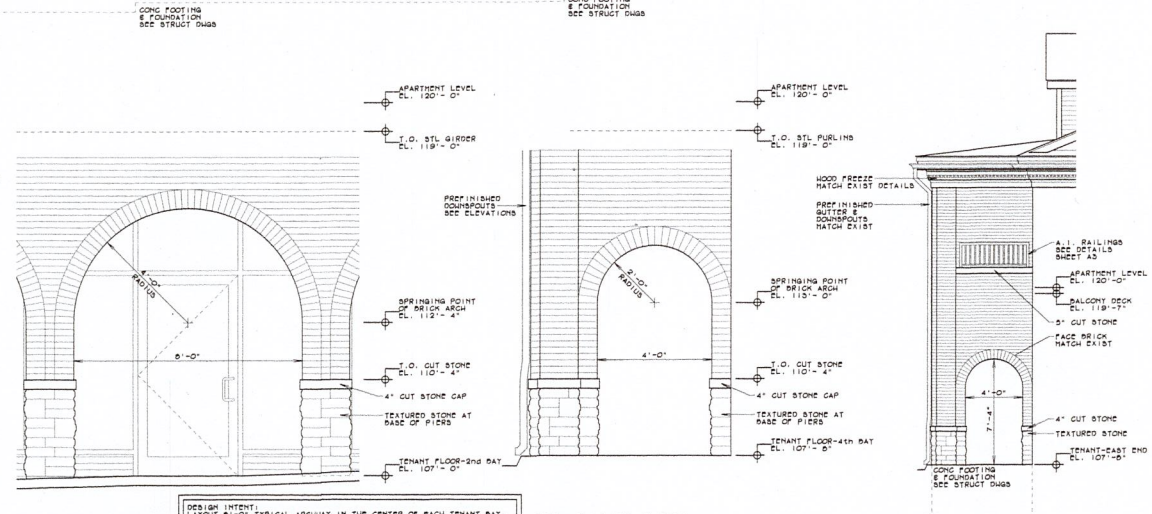 CONC FOOTING
& FOUNDATION
SEE STRUCT DWGS
CONC FOOTING
& FOUNDATION
SEE STRUCT DWGS
APARTMENT LEVEL
EL. 120'- 0"
T.O. STL GIRDER
EL. 119'- 0"
4'-0"
RADIUS
SPRINGING POINT
OF BRICK ARCH
EL. 112'- 4"
8'-0"
T.O. CUT STONE
EL. 110'- 4"
4" CUT STONE CAP
TEXTURED STONE AT
BASE OF PIERS
TENANT FLOOR-2nd BAY
EL. 107'- 0"
DESIGN INTENT:
PREFINISHED
DOWNSPOUTS
SEE ELEVATIONS
APARTMENT LEVEL
EL. 120'- 0"
T.O. STL PURLINS
EL. 119'- 0"
2'-0"
RADIUS
SPRINGING POINT
OF BRICK ARCH
EL. 113'- 0"
4'-0"
T.O. CUT STONE
EL. 110'- 4"
4" CUT STONE CAP
TEXTURED STONE AT
BASE OF PIERS
TENANT FLOOR-4th BAY
EL. 107'- 8"
WOOD FREEZE
MATCH EXIST DETAILS
PREFINISHED
GUTTER &
DOWNSPOUTS
MATCH EXIST
A.I. RAILINGS
SEE DETAILS
SHEET A3
APARTMENT LEVEL
EL. 120'-0"
BALCONY DECK
EL. 119'-7"
CUT STONE
FACE BRICK
MATCH EXIST
4'-0"
7'-4"
4" CUT STONE
TEXTURED STONE
TENANT-EAST END
EL. 107'-8"
CONC FOOTING
& FOUNDATION
SEE STRUCT DWGS